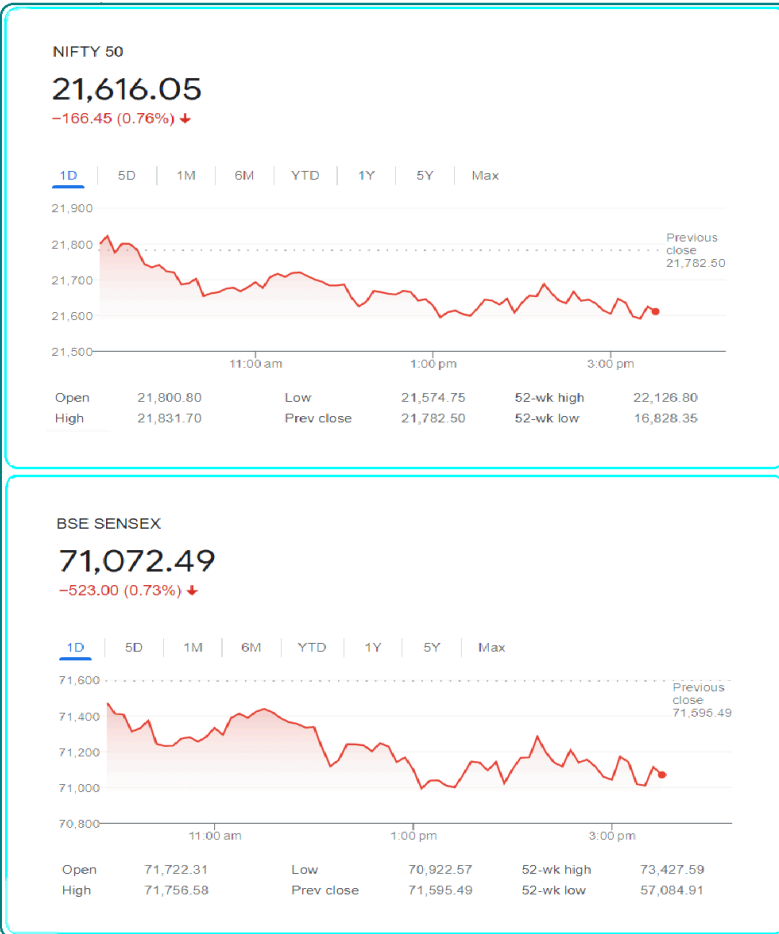 NIFTY 50
21,616.05
−166.45 (0.76%) ↓
1D 5D 1M 6M YTD 1Y 5Y Max
21,900
21,800
21,700
21,600
21,500
Previous
close
21,782.50
11:00 am 1:00 pm 3:00 pm
Open 21,800.80 Low 21,574.75 52-wk high 22,126.80
High 21,831.70 Prev close 21,782.50 52-wk low 16,828.35
BSE SENSEX
71,072.49
−523.00 (0.73%) ↓
1D 5D 1M 6M YTD 1Y 5Y Max
71,600
71,400
71,200
71,000
70,800
Previous
close
71,595.49
11:00 am 1:00 pm 3:00 pm
Open 71,722.31 Low 70,922.57 52-wk high 73,427.59
High 71,756.58 Prev close 71,595.49 52-wk low 57,084.91